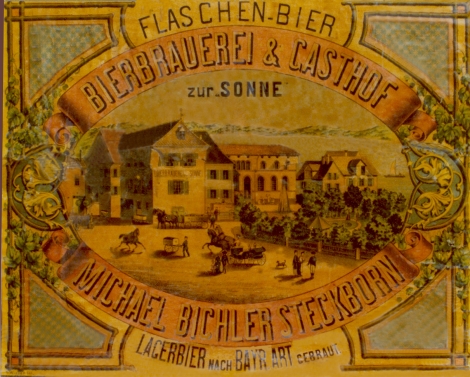 FLASCHEN-BIER
BIERBRAUEREI & GASTHOF
ZUR „SONNE"
MICHAEL BICHLER STECKBORN
LAGERBIER NACH BAYR ART GEBRAUT